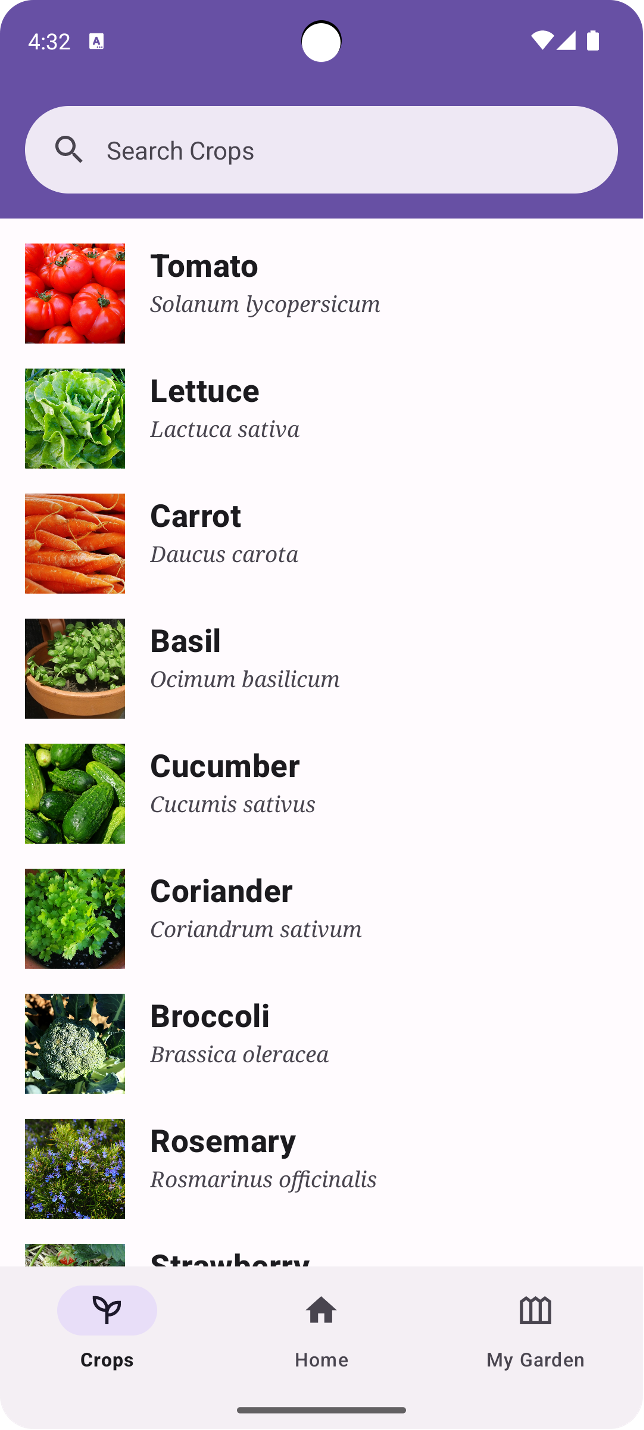 4:32
Search Crops
Tomato
Solanum lycopersicum
Lettuce
Lactuca sativa
Carrot
Daucus carota
Basil
Ocimum basilicum
Cucumber
Cucumis sativus
Coriander
Coriandrum sativum
Broccoli
Brassica oleracea
Rosemary
Rosmarinus officinalis
Strawberry
Crops
Home
My Garden